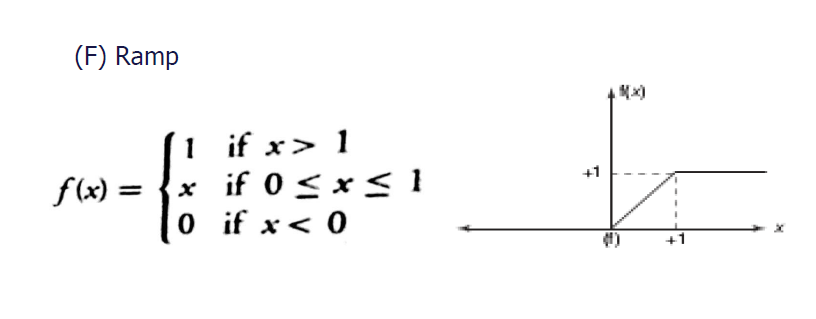 (F) Ramp
f(x) = { 1 if x > 1
x if 0 ≤ x ≤ 1
0 if x < 0
f(x)
+1
(f)
+1
x